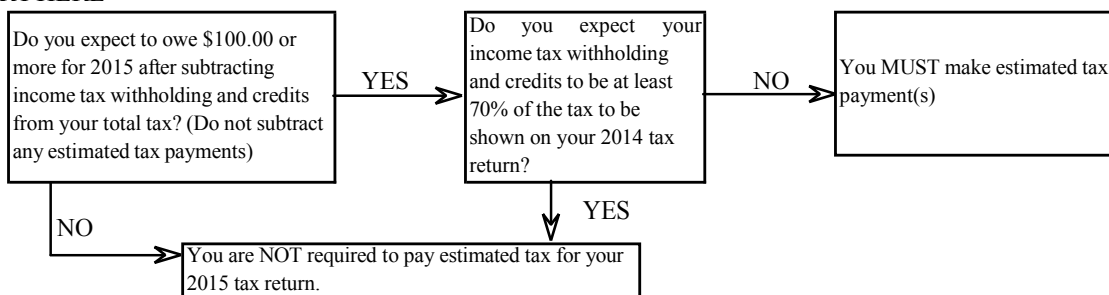 Do you expect to owe $100.00 or
more for 2015 after subtracting
income tax withholding and credits
from your total tax? (Do not subtract
any estimated tax payments)
YES
Do you expect your
income tax withholding
and credits to be at least
70% of the tax to be
shown on your 2014 tax
return?
NO
You MUST make estimated tax
payment(s)
NO
YES
You are NOT required to pay estimated tax for your
2015 tax return.